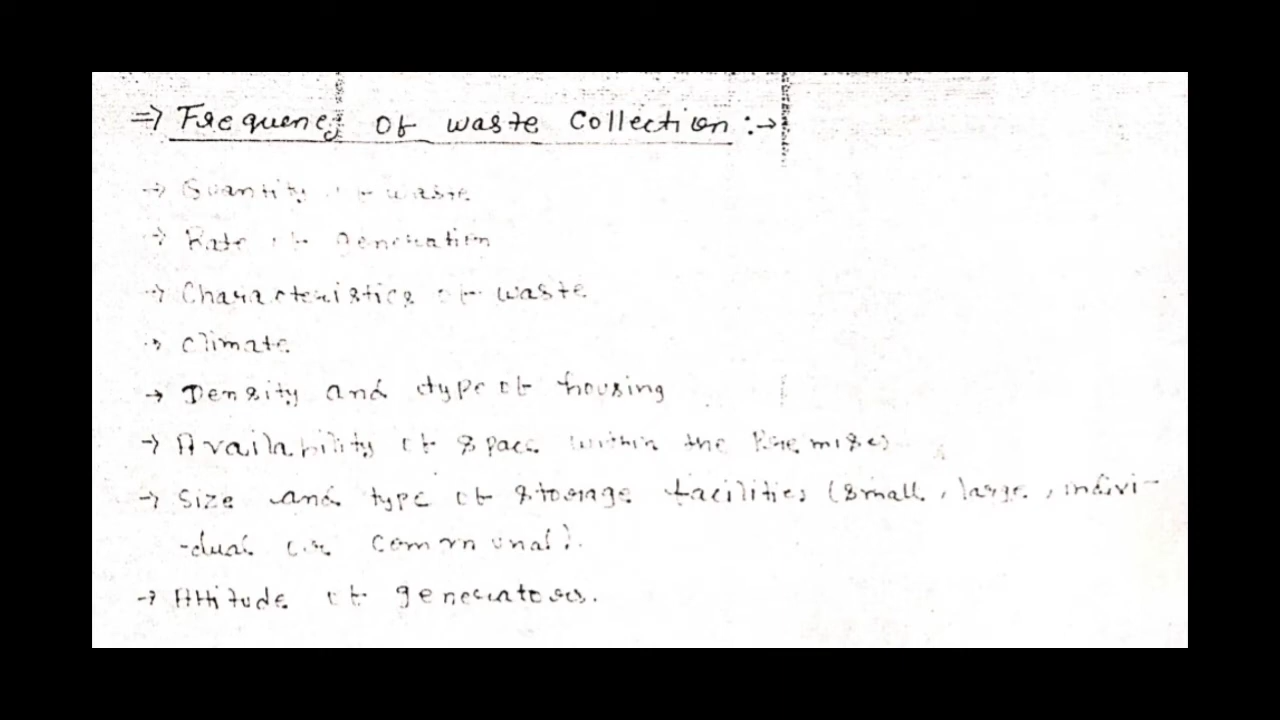 ⇒ Frequency of waste Collection :→
→ Quantity of waste
→ Rate of generation
→ Characteristics of waste
→ Climate
→ Density and type of housing
→ Availability of space within the Premises
→ Size and type of storage facilities (small, large, indivi-
-dual or communal).
→ Attitude of generators.